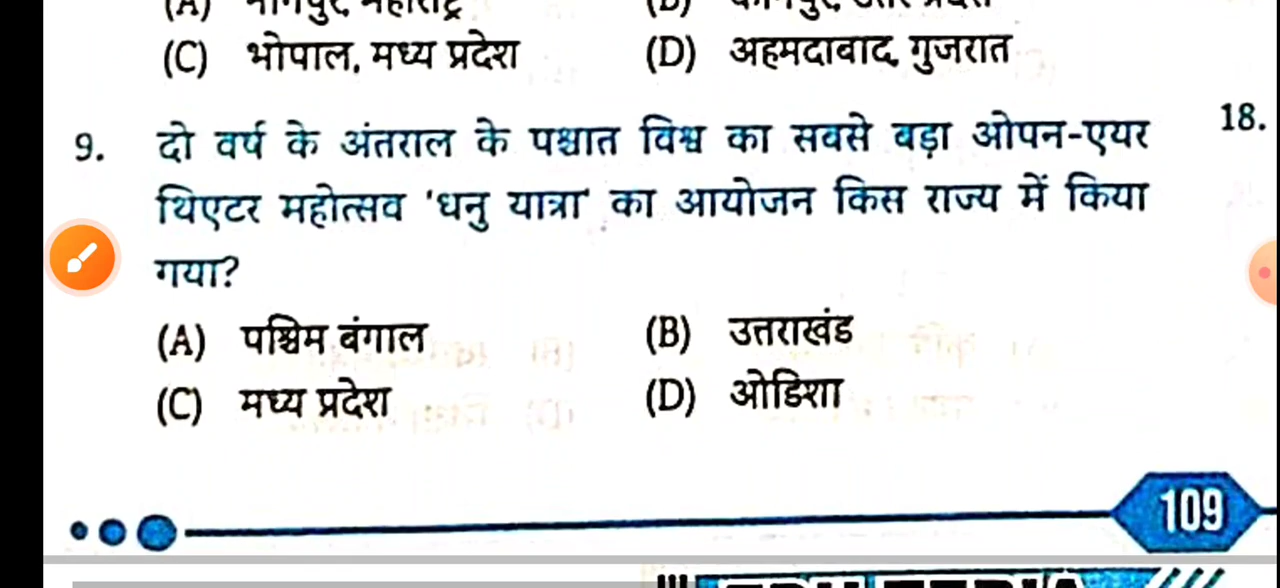 (C) भोपाल, मध्य प्रदेश (D) अहमदाबाद, गुजरात
9. दो वर्ष के अंतराल के पश्चात विश्व का सबसे बड़ा ओपन-एयर 18.
थिएटर महोत्सव 'धनु यात्रा' का आयोजन किस राज्य में किया
गया?
(A) पश्चिम बंगाल (B) उत्तराखंड
(C) मध्य प्रदेश (D) ओडिशा
109